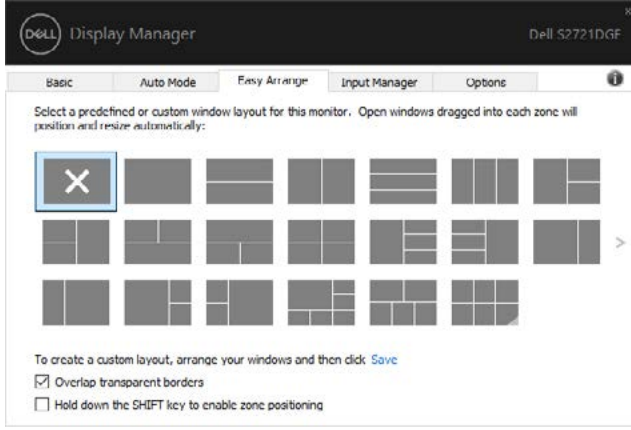 DELL Display Manager
Dell S2721DGF
Basic Auto Mode Easy Arrange Input Manager Options
Select a predefined or custom window layout for this monitor. Open windows dragged into each zone will
position and resize automatically:
To create a custom layout, arrange your windows and then click Save
Overlap transparent borders
Hold down the SHIFT key to enable zone positioning